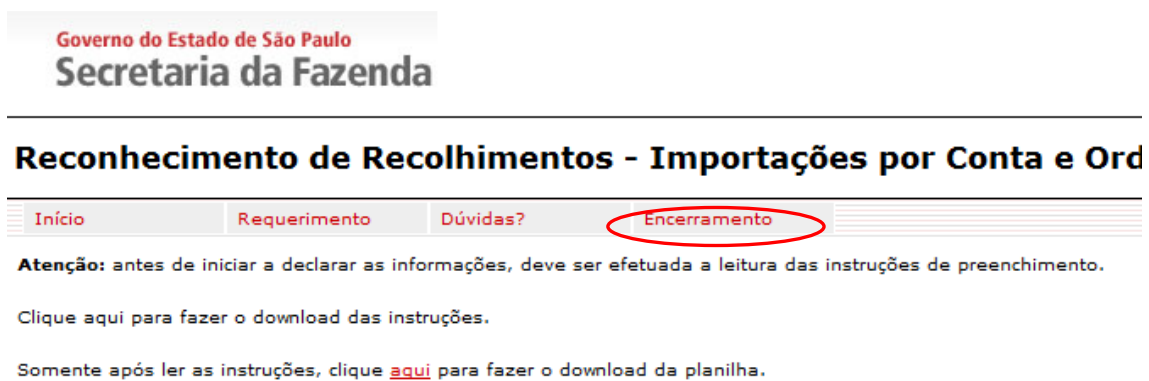 Governo do Estado de São Paulo
Secretaria da Fazenda
Reconhecimento de Recolhimentos - Importações por Conta e Ord
Início Requerimento Dúvidas? Encerramento
Atenção: antes de iniciar a declarar as informações, deve ser efetuada a leitura das instruções de preenchimento.
Clique aqui para fazer o download das instruções.
Somente após ler as instruções, clique aqui para fazer o download da planilha.